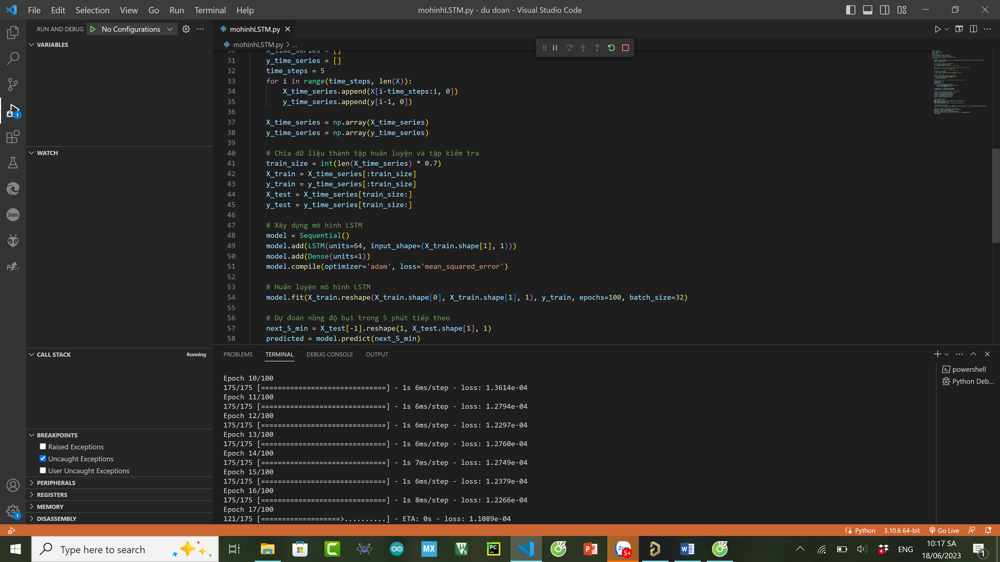 File Edit Selection View Go Run Terminal Help
mohinhLSTM.py - du doan - Visual Studio Code
RUN AND DEBUG No Configurations
mohinhLSTM.py
mohinhLSTM.py > ...
VARIABLES
WATCH
CALL STACK Running
BREAKPOINTS
Raised Exceptions
Uncaught Exceptions
User Uncaught Exceptions
PERIPHERALS
REGISTERS
MEMORY
DISASSEMBLY
1
Json
1
30 X_time_series = []
31 y_time_series = []
32 time_steps = 5
33 for i in range(time_steps, len(X)):
34 X_time_series.append(X[i-time_steps:i, 0])
35 y_time_series.append(y[i-1, 0])
36
37 X_time_series = np.array(X_time_series)
38 y_time_series = np.array(y_time_series)
39
40 # Chia dữ liệu thành tập huấn luyện và tập kiểm tra
41 train_size = int(len(X_time_series) * 0.7)
42 X_train = X_time_series[:train_size]
43 y_train = y_time_series[:train_size]
44 X_test = X_time_series[train_size:]
45 y_test = y_time_series[train_size:]
46
47 # Xây dựng mô hình LSTM
48 model = Sequential()
49 model.add(LSTM(units=64, input_shape=(X_train.shape[1], 1)))
50 model.add(Dense(units=1))
51 model.compile(optimizer='adam', loss='mean_squared_error')
52
53 # Huấn luyện mô hình LSTM
54 model.fit(X_train.reshape(X_train.shape[0], X_train.shape[1], 1), y_train, epochs=100, batch_size=32)
55
56 # Dự đoán nồng độ bụi trong 5 phút tiếp theo
57 next_5_min = X_test[-1].reshape(1, X_test.shape[1], 1)
58 predicted = model.predict(next_5_min)
PROBLEMS TERMINAL DEBUG CONSOLE OUTPUT
powershell
Python Deb...
Epoch 10/100
175/175 [==============================] - 1s 6ms/step - loss: 1.3614e-04
Epoch 11/100
175/175 [==============================] - 1s 6ms/step - loss: 1.2794e-04
Epoch 12/100
175/175 [==============================] - 1s 6ms/step - loss: 1.2297e-04
Epoch 13/100
175/175 [==============================] - 1s 6ms/step - loss: 1.2760e-04
Epoch 14/100
175/175 [==============================] - 1s 7ms/step - loss: 1.2749e-04
Epoch 15/100
175/175 [==============================] - 1s 6ms/step - loss: 1.2379e-04
Epoch 16/100
175/175 [==============================] - 1s 8ms/step - loss: 1.2266e-04
Epoch 17/100
121/175 [===================>..........] - ETA: 0s - loss: 1.1089e-04
Python 3.10.6 64-bit Go Live
Type here to search
MX
PC
5+
4
ENG
10:17 SA
18/06/2023
1